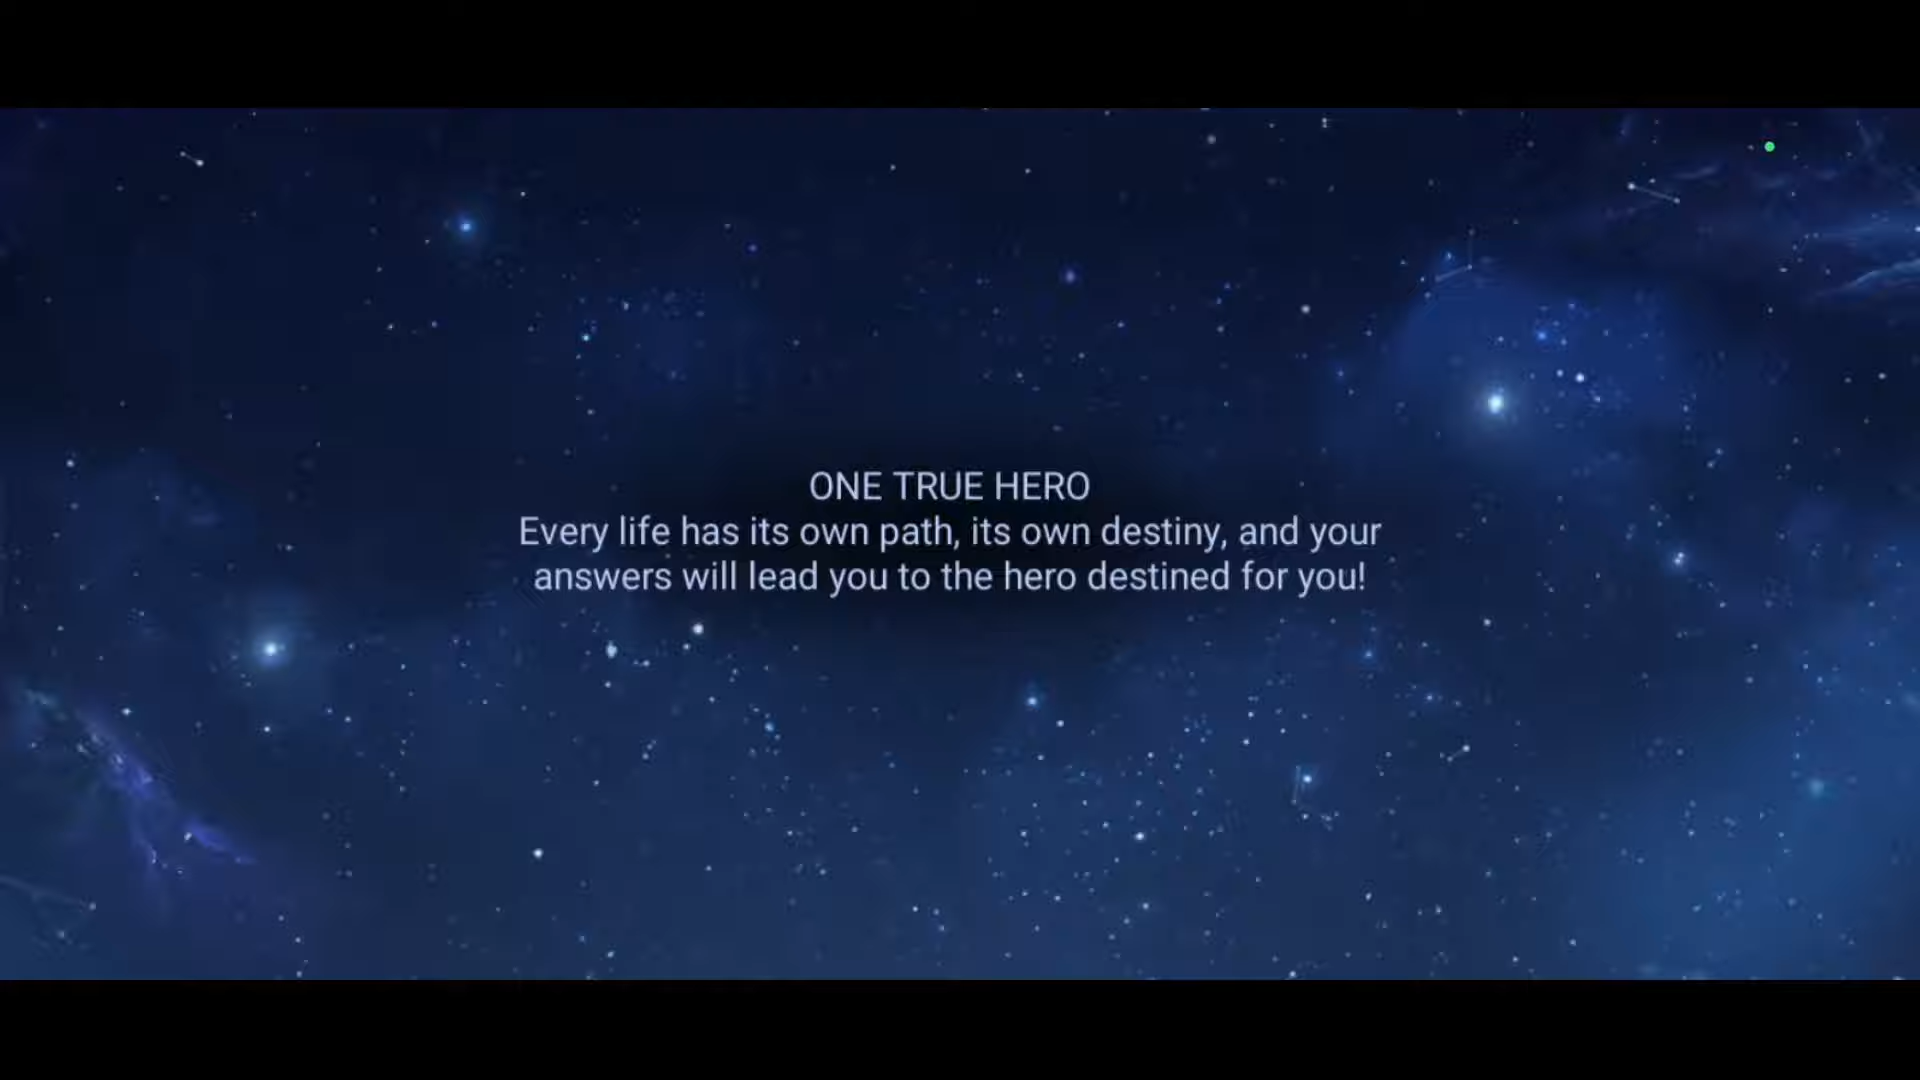 ONE TRUE HERO
Every life has its own path, its own destiny, and your
answers will lead you to the hero destined for you!